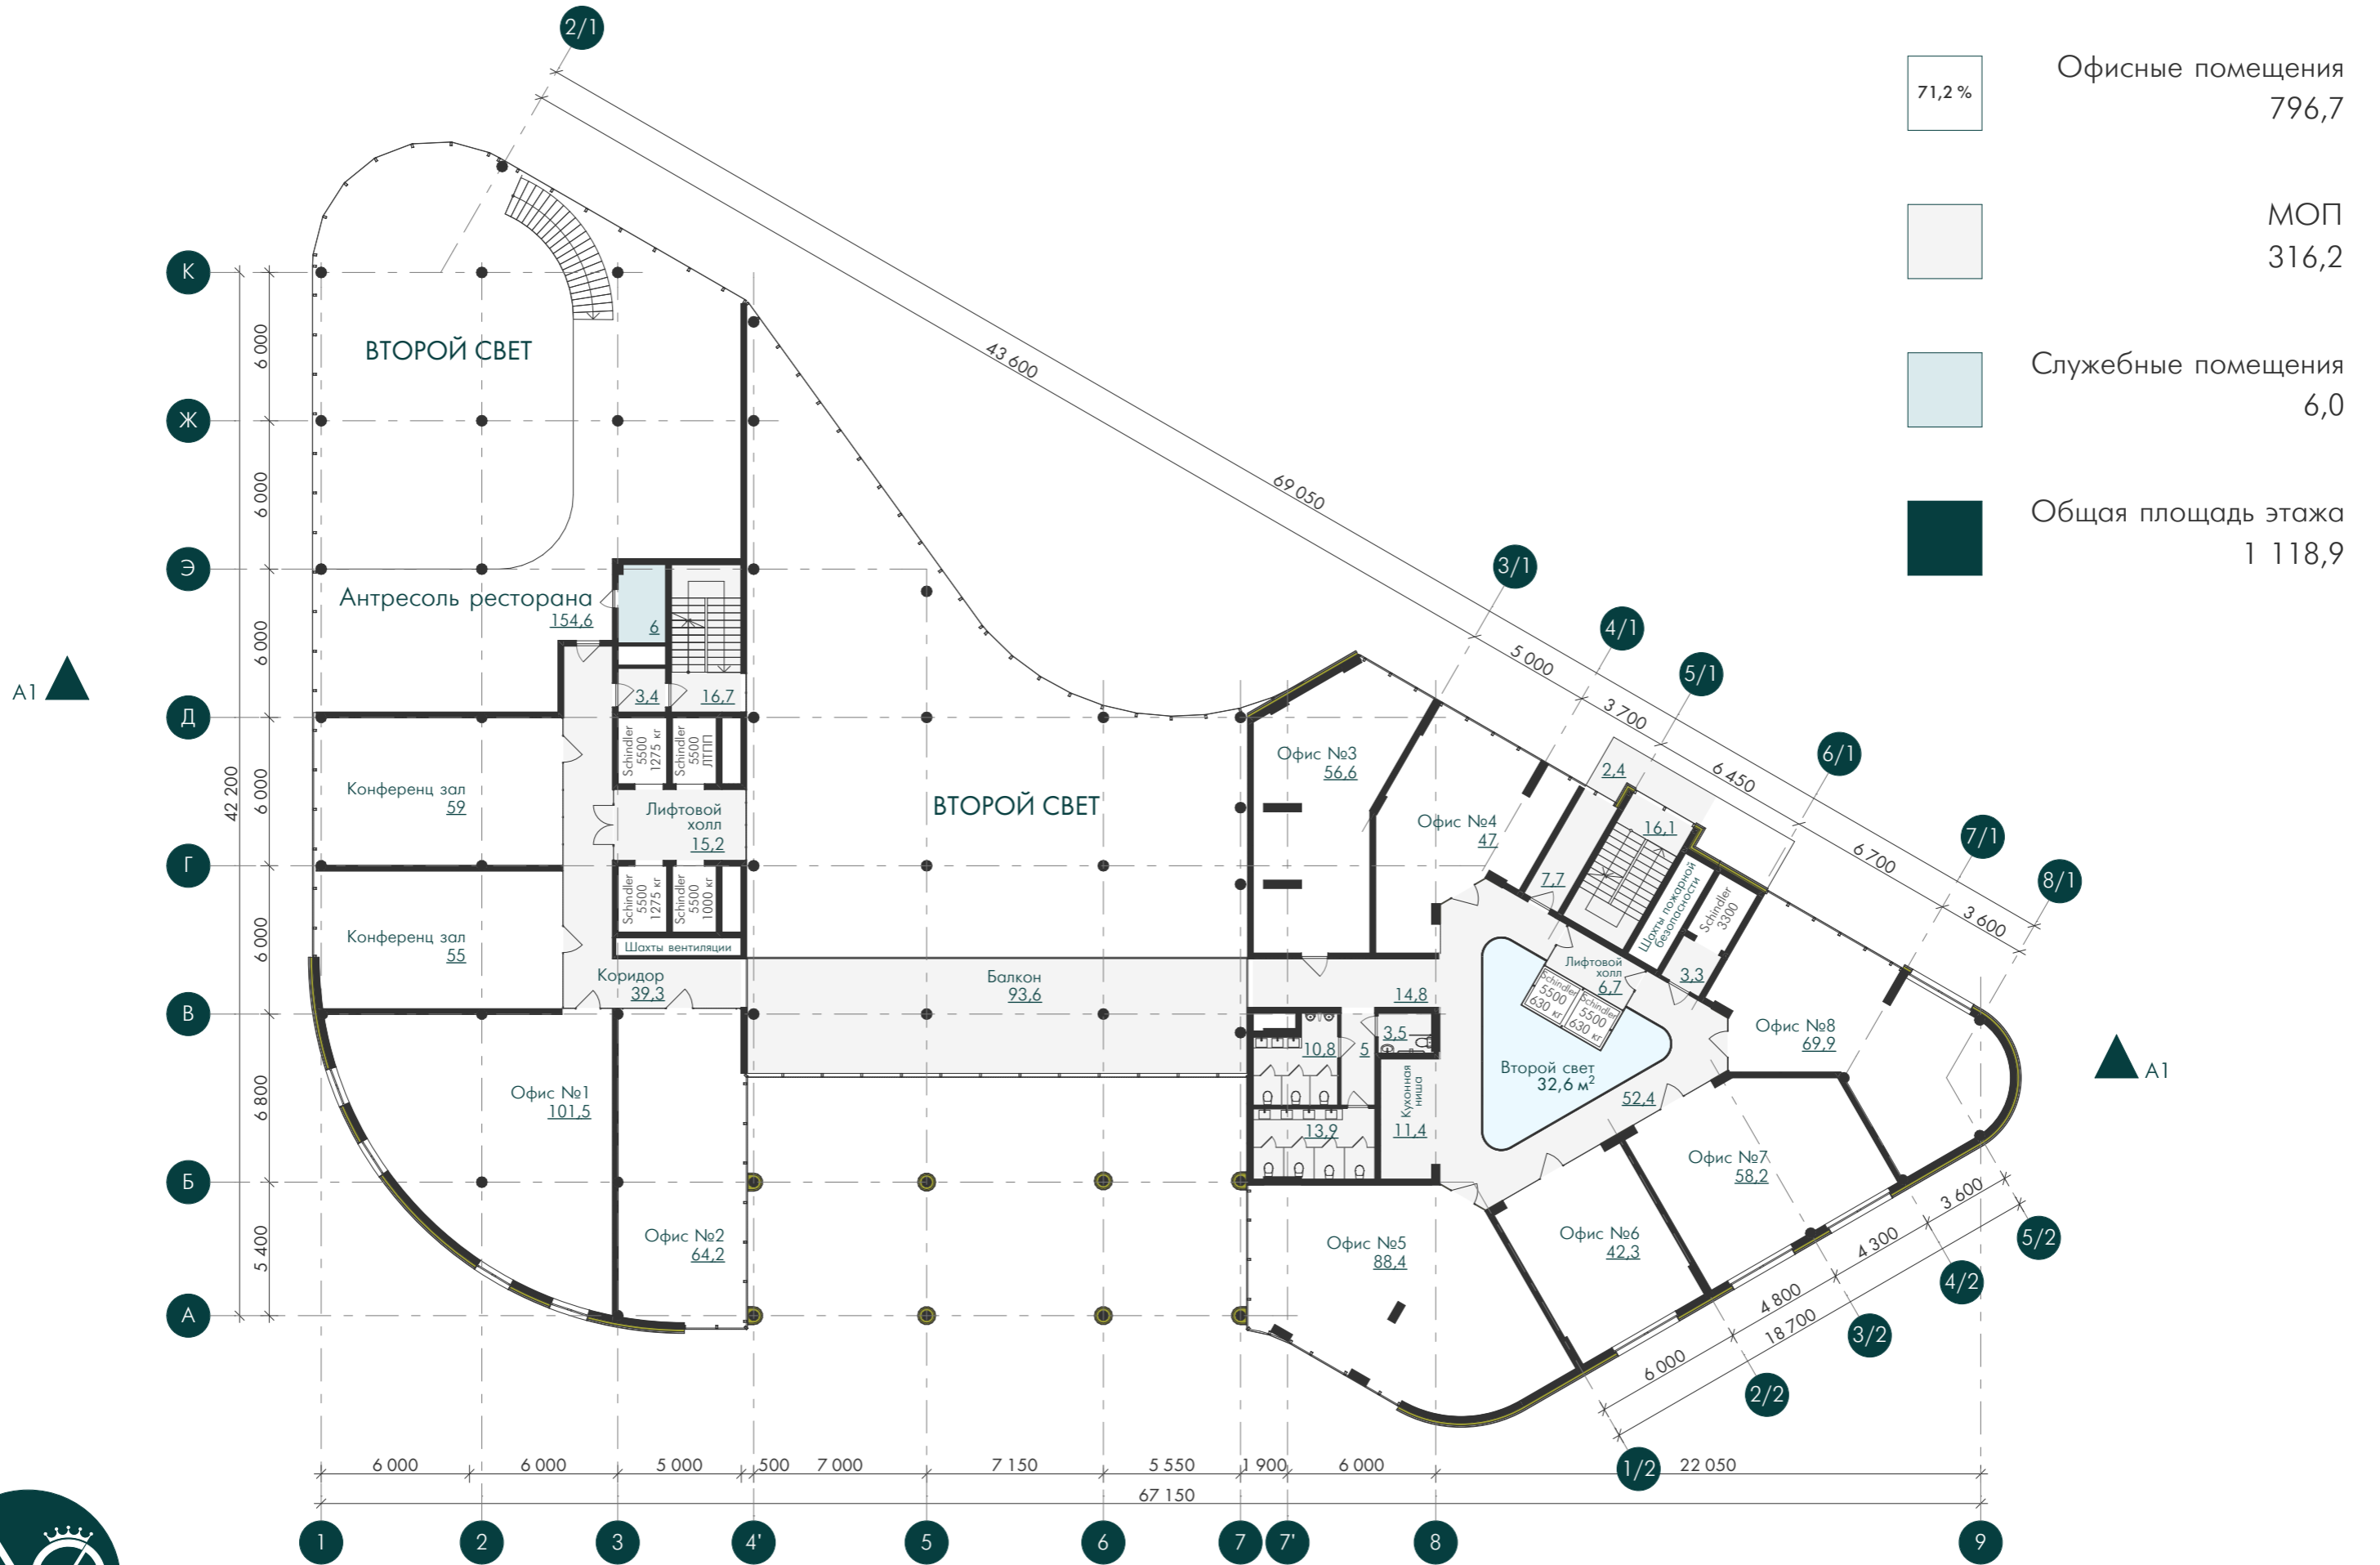 2/1
71,2 %
Офисные помещения
796,7
МОП
316,2
Служебные помещения
6,0
Общая площадь этажа
1 118,9
К
Ж
Э
Д
Г
В
Б
А
6 000
6 000
6 000
6 000
6 000
6 800
5 400
42 200
А1
А1
ВТОРОЙ СВЕТ
Антресоль ресторана
154,6
6
3,4
16,7
Schindler
5500
1275 кг
Schindler
5500
ЛТПП
Конференц зал
59
Лифтовой
холл
15,2
Schindler
5500
1275 кг
Schindler
5500
1000 кг
Конференц зал
55
Шахты вентиляции
Коридор
39,3
Балкон
93,6
ВТОРОЙ СВЕТ
Офис №1
101,5
Офис №2
64,2
43 600
69 050
3/1
4/1
5/1
6/1
7/1
8/1
5 000
3 700
6 450
6 700
3 600
Офис №3
56,6
Офис №4
47
2,4
16,1
7,7
Шахты пожарной
безопасности
Schindler
3300
3,3
Лифтовой
холл
6,7
Schindler
5500
630 кг
Schindler
5500
630 кг
14,8
3,5
10,8
5
13,9
Кухонная
ниша
11,4
Второй свет
32,6 м²
52,4
Офис №8
69,9
Офис №7
58,2
Офис №6
42,3
Офис №5
88,4
3 600
4 300
4 800
18 700
6 000
5/2
4/2
3/2
2/2
1/2
6 000
6 000
5 000
500
7 000
7 150
5 550
1 900
6 000
22 050
67 150
1
2
3
4'
5
6
7
7'
8
9